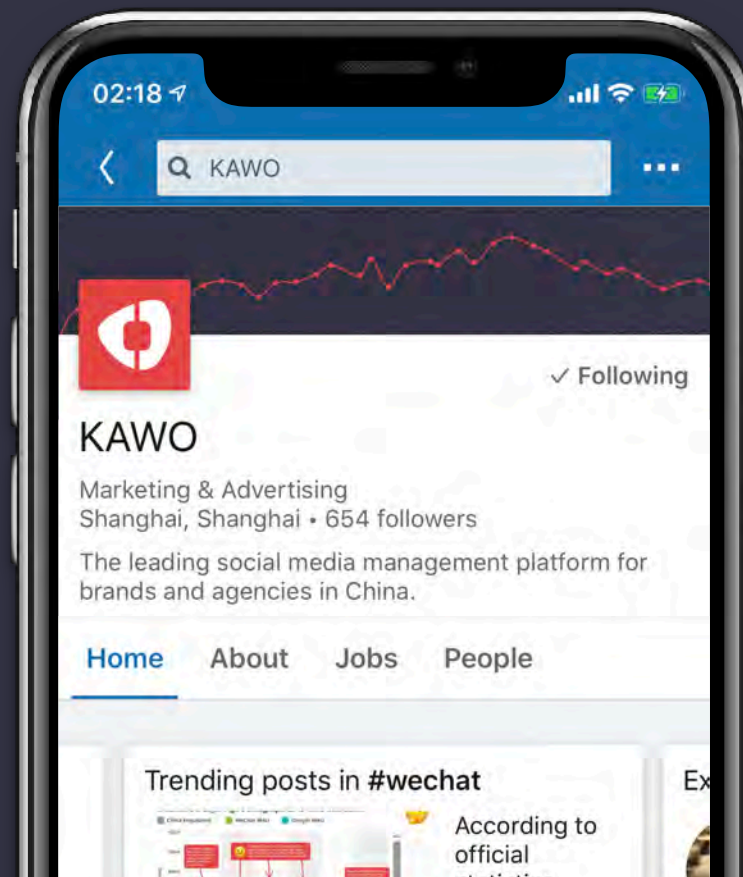 02:18
KAWO
Following
KAWO
Marketing & Advertising
Shanghai, Shanghai • 654 followers
The leading social media management platform for
brands and agencies in China.
Home About Jobs People
Trending posts in #wechat
Ex
According to
official